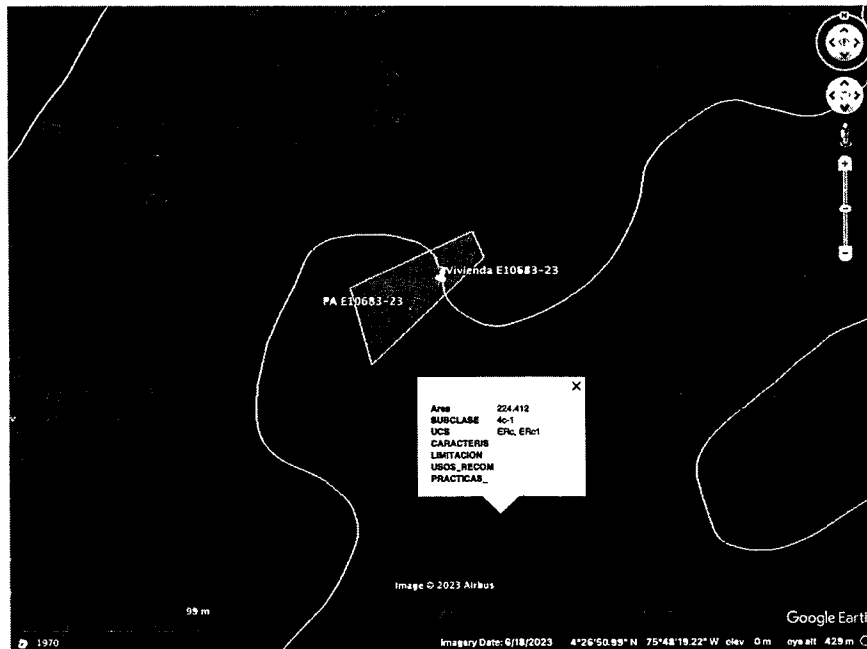 N
Vivienda E10683-23
PA E10683-23
Area 224.412
SUBCLASE 4c-1
UCS ERc, ERc1
CARACTERIS
LIMITACION
USOS_RECOM
PRACTICAS_
Image © 2023 Airbus
99 m
Google Earth
1970
Imagery Date: 6/18/2023 4°26'50.99" N 75°48'19.22" W elev 0 m eye alt 429 m